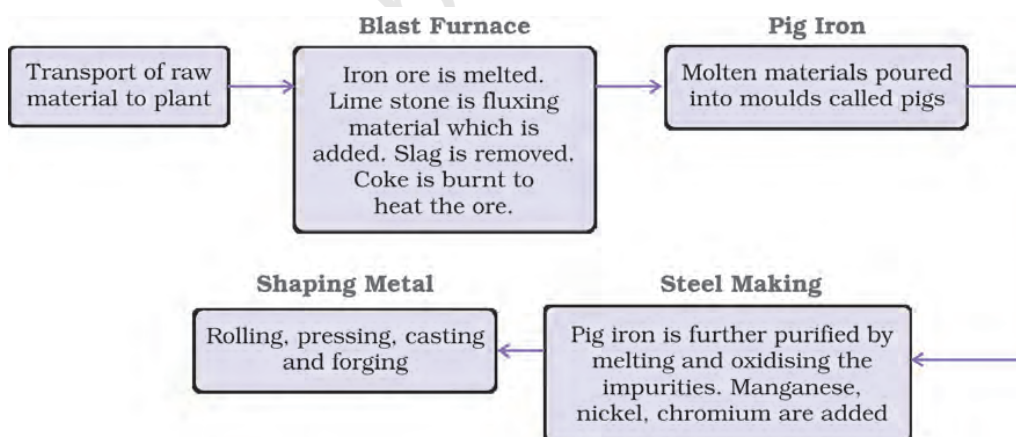 Blast Furnace
Pig Iron
Transport of raw
material to plant
Iron ore is melted.
Lime stone is fluxing
material which is
added. Slag is removed.
Coke is burnt to
heat the ore.
Molten materials poured
into moulds called pigs
Steel Making
Pig iron is further purified by
melting and oxidising the
impurities. Manganese,
nickel, chromium are added
Shaping Metal
Rolling, pressing, casting
and forging